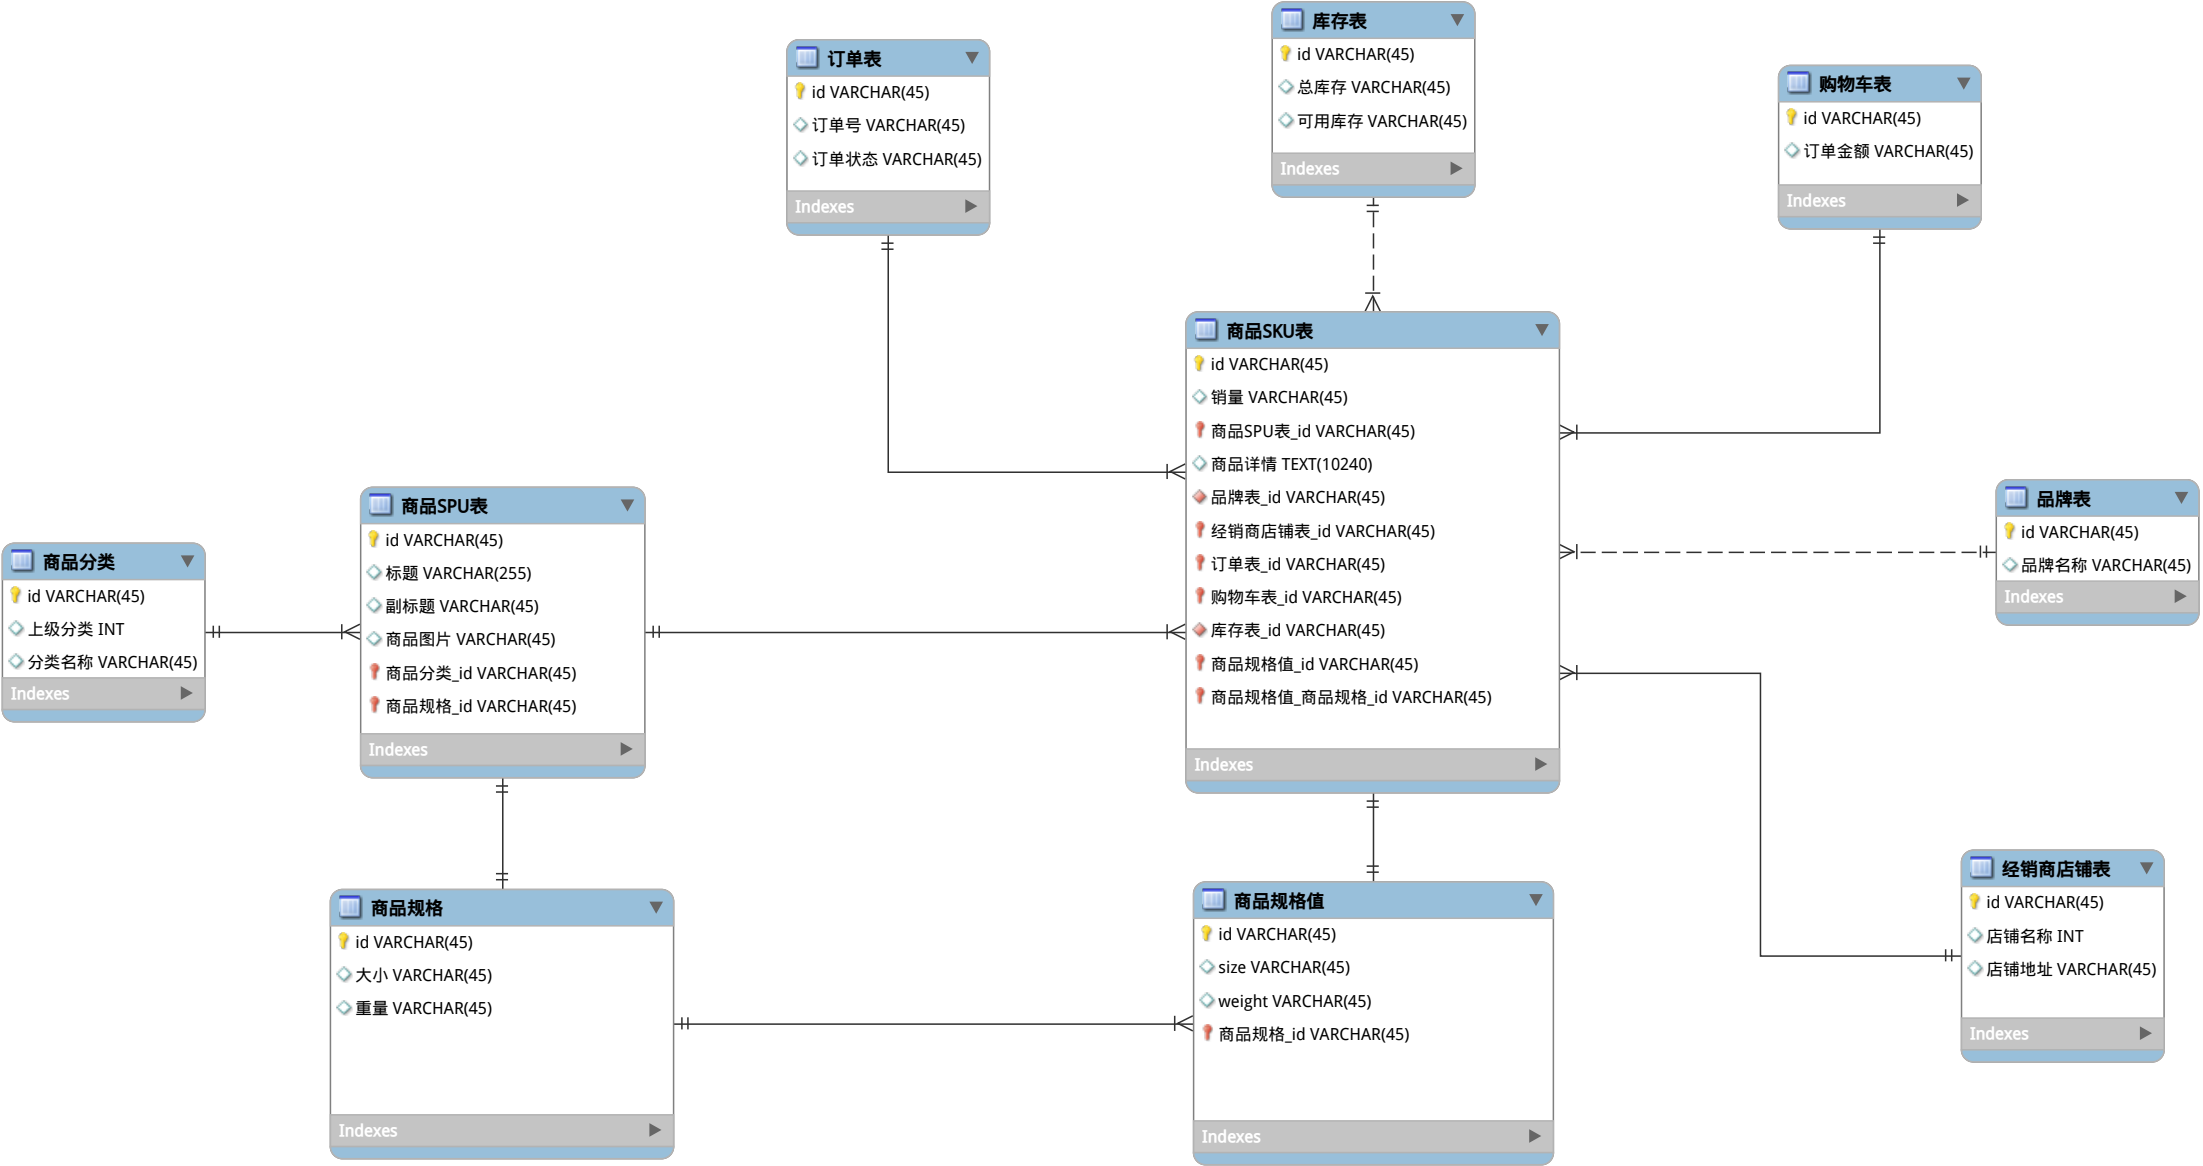 订单表
id VARCHAR(45)
订单号 VARCHAR(45)
订单状态 VARCHAR(45)
Indexes
库存表
id VARCHAR(45)
总库存 VARCHAR(45)
可用库存 VARCHAR(45)
Indexes
购物车表
id VARCHAR(45)
订单金额 VARCHAR(45)
Indexes
商品分类
id VARCHAR(45)
上级分类 INT
分类名称 VARCHAR(45)
Indexes
商品SPU表
id VARCHAR(45)
标题 VARCHAR(255)
副标题 VARCHAR(45)
商品图片 VARCHAR(45)
商品分类_id VARCHAR(45)
商品规格_id VARCHAR(45)
Indexes
商品SKU表
id VARCHAR(45)
销量 VARCHAR(45)
商品SPU表_id VARCHAR(45)
商品详情 TEXT(10240)
品牌表_id VARCHAR(45)
经销商店铺表_id VARCHAR(45)
订单表_id VARCHAR(45)
购物车表_id VARCHAR(45)
库存表_id VARCHAR(45)
商品规格值_id VARCHAR(45)
商品规格值_商品规格_id VARCHAR(45)
Indexes
品牌表
id VARCHAR(45)
品牌名称 VARCHAR(45)
Indexes
商品规格
id VARCHAR(45)
大小 VARCHAR(45)
重量 VARCHAR(45)
Indexes
商品规格值
id VARCHAR(45)
size VARCHAR(45)
weight VARCHAR(45)
商品规格_id VARCHAR(45)
Indexes
经销商店铺表
id VARCHAR(45)
店铺名称 INT
店铺地址 VARCHAR(45)
Indexes